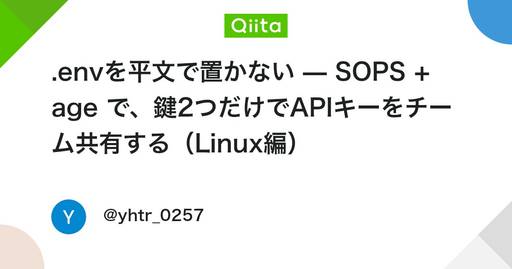 Qiita
.envを平文で置かない — SOPS +
age で、鍵2つだけでAPIキーをチー
ム共有する（Linux編）
Y
@yhtr_0257